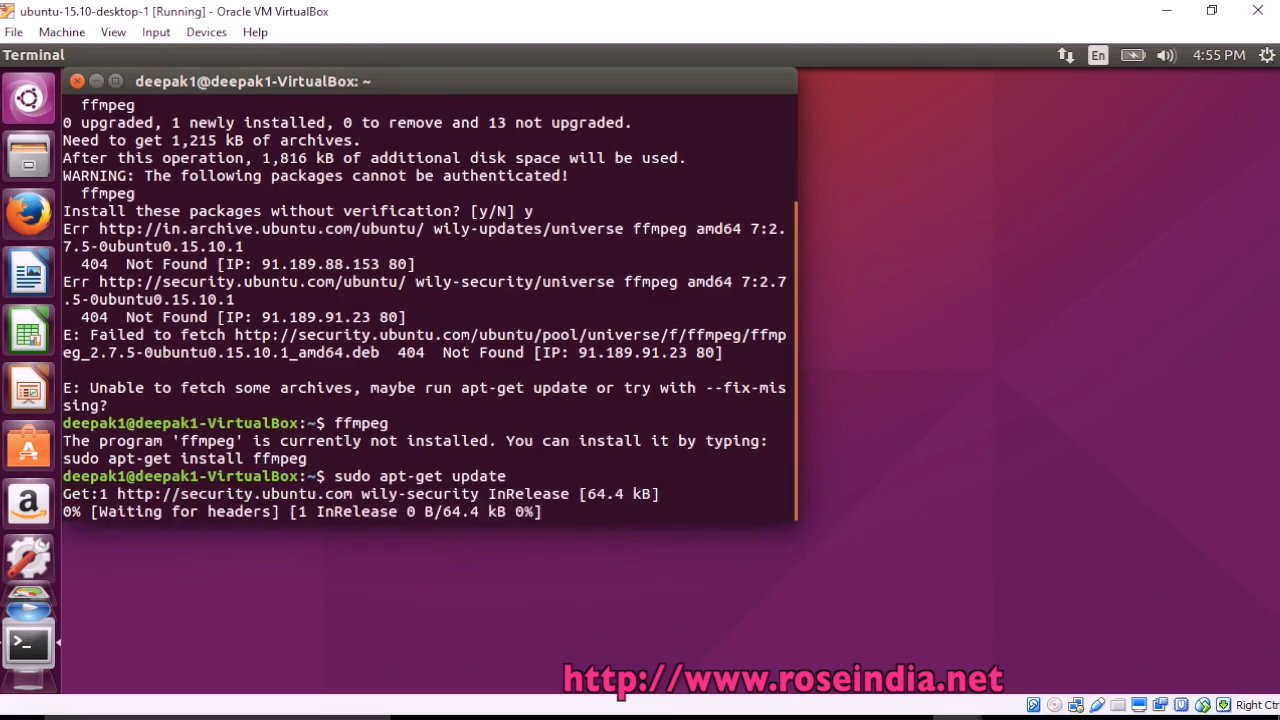 ubuntu-15.10-desktop-1 [Running] - Oracle VM VirtualBox
File Machine View Input Devices Help
Terminal En 4:55 PM
deepak1@deepak1-VirtualBox: ~
ffmpeg
0 upgraded, 1 newly installed, 0 to remove and 13 not upgraded.
Need to get 1,215 kB of archives.
After this operation, 1,816 kB of additional disk space will be used.
WARNING: The following packages cannot be authenticated!
ffmpeg
Install these packages without verification? [y/N] y
Err http://in.archive.ubuntu.com/ubuntu/ wily-updates/universe ffmpeg amd64 7:2.
7.5-0ubuntu0.15.10.1
404  Not Found [IP: 91.189.88.153 80]
Err http://security.ubuntu.com/ubuntu/ wily-security/universe ffmpeg amd64 7:2.7
.5-0ubuntu0.15.10.1
404  Not Found [IP: 91.189.91.23 80]
E: Failed to fetch http://security.ubuntu.com/ubuntu/pool/universe/f/ffmpeg/ffmp
eg_2.7.5-0ubuntu0.15.10.1_amd64.deb  404  Not Found [IP: 91.189.91.23 80]
E: Unable to fetch some archives, maybe run apt-get update or try with --fix-mis
sing?
deepak1@deepak1-VirtualBox:~$ ffmpeg
The program 'ffmpeg' is currently not installed. You can install it by typing:
sudo apt-get install ffmpeg
deepak1@deepak1-VirtualBox:~$ sudo apt-get update
Get:1 http://security.ubuntu.com wily-security InRelease [64.4 kB]
0% [Waiting for headers] [1 InRelease 0 B/64.4 kB 0%]
http://www.roseindia.net
Right Ctr